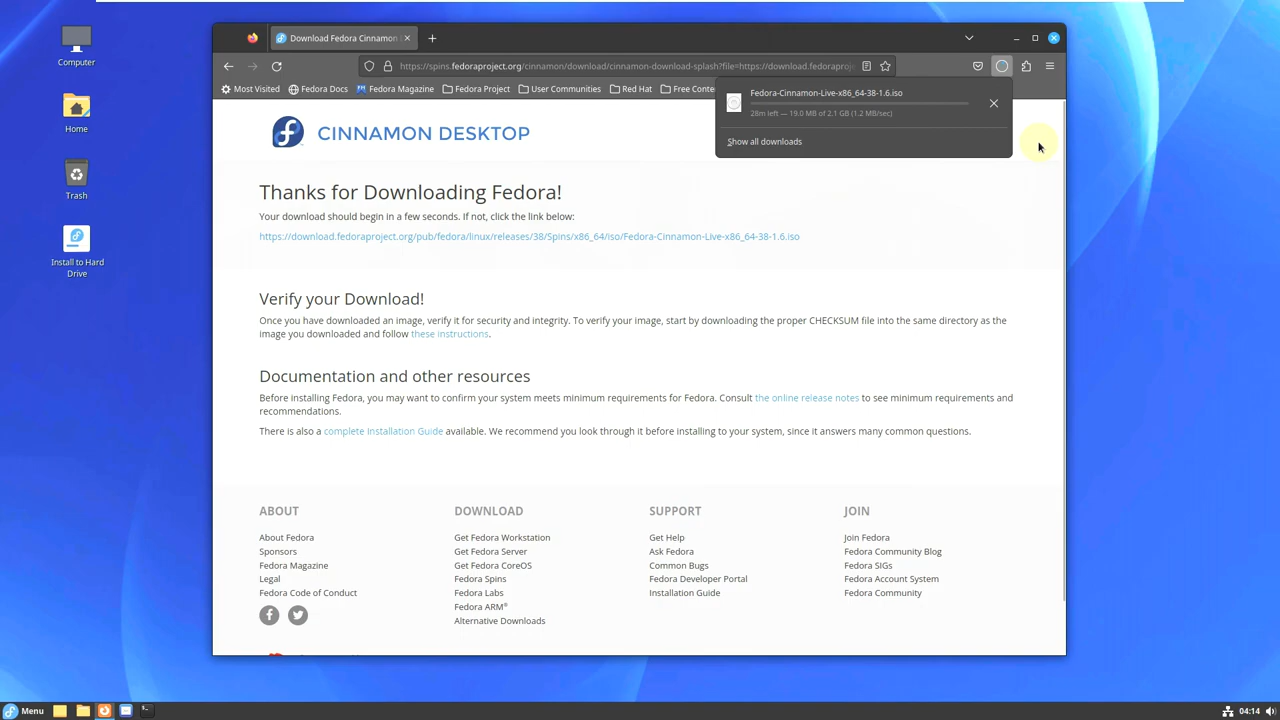 Computer
Home
Trash
Install to Hard
Drive
Download Fedora Cinnamon
https://spins.fedoraproject.org/cinnamon/download/cinnamon-download-splash?file=https://download.fedoraproj
Most Visited
Fedora Docs
Fedora Magazine
Fedora Project
User Communities
Red Hat
Free Conte
Fedora-Cinnamon-Live-x86_64-38-1.6.iso
28m left — 19.0 MB of 2.1 GB (1.2 MB/sec)
Show all downloads
CINNAMON DESKTOP
Thanks for Downloading Fedora!
Your download should begin in a few seconds. If not, click the link below:
https://download.fedoraproject.org/pub/fedora/linux/releases/38/Spins/x86_64/iso/Fedora-Cinnamon-Live-x86_64-38-1.6.iso
Verify your Download!
Once you have downloaded an image, verify it for security and integrity. To verify your image, start by downloading the proper CHECKSUM file into the same directory as the
image you downloaded and follow these instructions.
Documentation and other resources
Before installing Fedora, you may want to confirm your system meets minimum requirements for Fedora. Consult the online release notes to see minimum requirements and
recommendations.
There is also a complete Installation Guide available. We recommend you look through it before installing to your system, since it answers many common questions.
ABOUT
About Fedora
Sponsors
Fedora Magazine
Legal
Fedora Code of Conduct
DOWNLOAD
Get Fedora Workstation
Get Fedora Server
Get Fedora CoreOS
Fedora Spins
Fedora Labs
Fedora ARM®
Alternative Downloads
SUPPORT
Get Help
Ask Fedora
Common Bugs
Fedora Developer Portal
Installation Guide
JOIN
Join Fedora
Fedora Community Blog
Fedora SIGs
Fedora Account System
Fedora Community
Menu
04:14